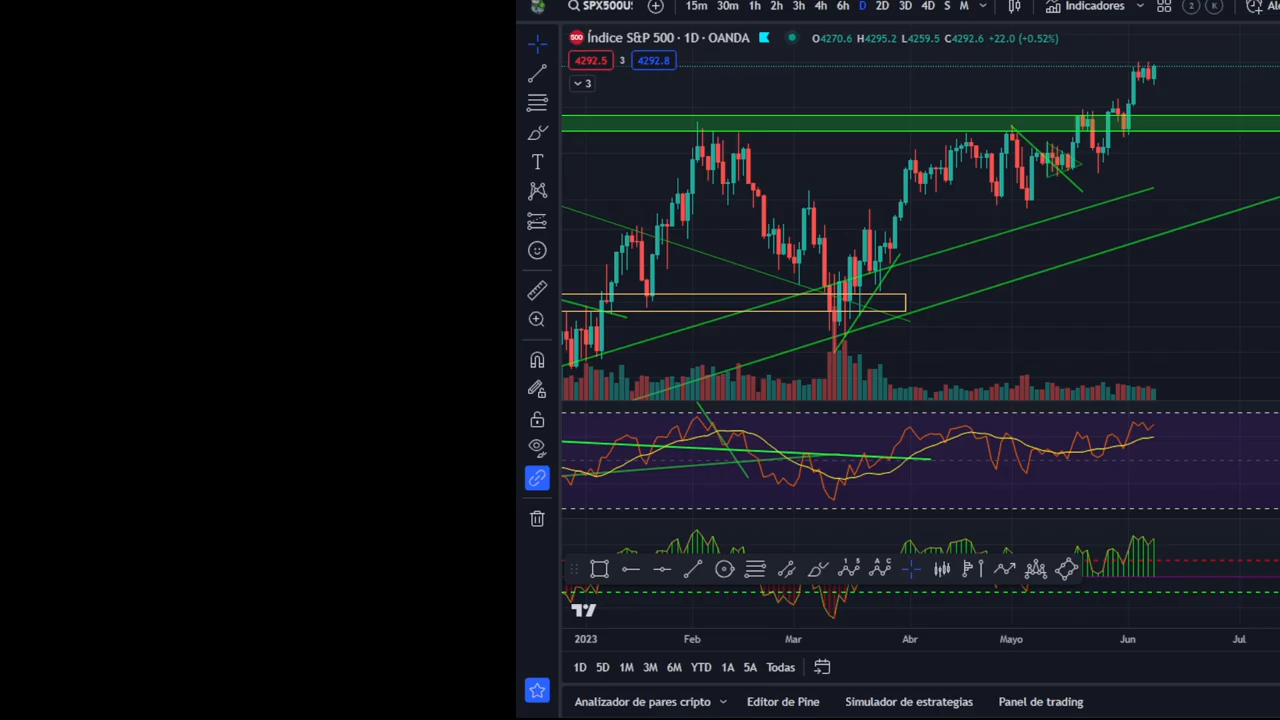 SPX500U
15m 30m 1h 2h 3h 4h 6h D 2D 3D 4D S M Indicadores 2 K Ale
500 Índice S&P 500 · 1D · OANDA O4270.6 H4295.2 L4259.5 C4292.6 +22.0 (+0.52%)
4292.5 3 4292.8
3
T
2023 Feb Mar Abr Mayo Jun Jul
1D 5D 1M 3M 6M YTD 1A 5A Todas
Analizador de pares cripto Editor de Pine Simulador de estrategias Panel de trading